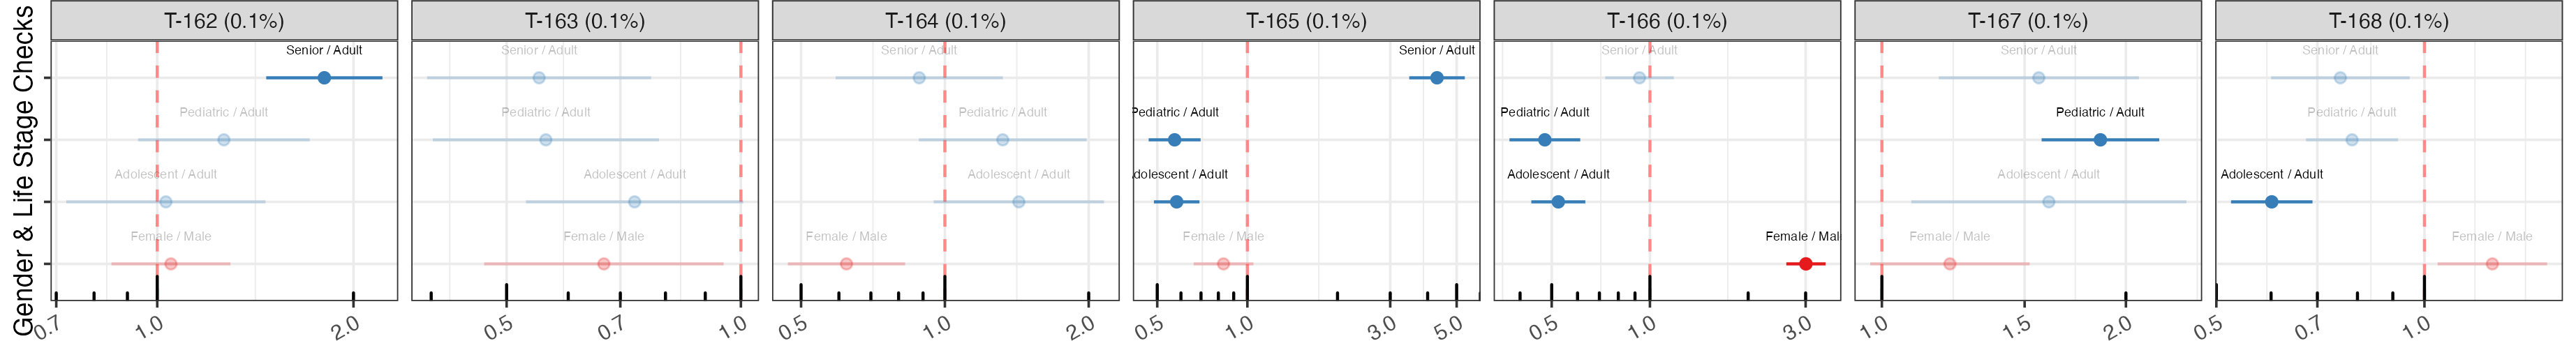 Gender & Life Stage Checks
T-162 (0.1%)
Senior / Adult
Pediatric / Adult
Adolescent / Adult
Female / Male
0.7 1.0 2.0
T-163 (0.1%)
Senior / Adult
Pediatric / Adult
Adolescent / Adult
Female / Male
0.5 0.7 1.0
T-164 (0.1%)
Senior / Adult
Pediatric / Adult
Adolescent / Adult
Female / Male
0.5 1.0 2.0
T-165 (0.1%)
Senior / Adult
Pediatric / Adult
dolescent / Adult
Female / Male
0.5 1.0 3.0 5.0
T-166 (0.1%)
Senior / Adult
Pediatric / Adult
Adolescent / Adult
Female / Mal
0.5 1.0 3.0
T-167 (0.1%)
Senior / Adult
Pediatric / Adult
Adolescent / Adult
Female / Male
1.0 1.5 2.0
T-168 (0.1%)
Senior / Adult
Pediatric / Adult
Adolescent / Adult
Female / Male
0.5 0.7 1.0